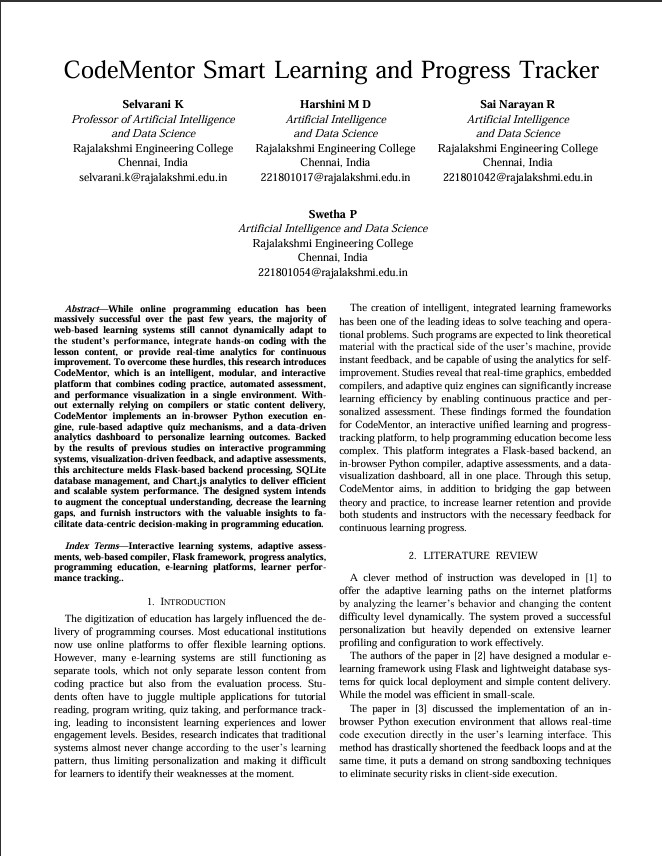 CodeMentor Smart Learning and Progress Tracker
Selvarani K
Professor of Artificial Intelligence
and Data Science
Rajalakshmi Engineering College
Chennai, India
selvarani.k@rajalakshmi.edu.in
Harshini M D
Artificial Intelligence
and Data Science
Rajalakshmi Engineering College
Chennai, India
221801017@rajalakshmi.edu.in
Sai Narayan R
Artificial Intelligence
and Data Science
Rajalakshmi Engineering College
Chennai, India
221801042@rajalakshmi.edu.in
Swetha P
Artificial Intelligence and Data Science
Rajalakshmi Engineering College
Chennai, India
221801054@rajalakshmi.edu.in
Abstract—While online programming education has been
massively successful over the past few years, the majority of
web-based learning systems still cannot dynamically adapt to
the student's performance, integrate hands-on coding with the
lesson content, or provide real-time analytics for continuous
improvement. To overcome these hurdles, this research introduces
CodeMentor, which is an intelligent, modular, and interactive
platform that combines coding practice, automated assessment,
and performance visualization in a single environment. With-
out externally relying on compilers or static content delivery,
CodeMentor implements an in-browser Python execution en-
gine, rule-based adaptive quiz mechanisms, and a data-driven
analytics dashboard to personalize learning outcomes. Backed
by the results of previous studies on interactive programming
systems, visualization-driven feedback, and adaptive assessments,
this architecture melds Flask-based backend processing, SQLite
database management, and Chart.js analytics to deliver efficient
and scalable system performance. The designed system intends
to augment the conceptual understanding, decrease the learning
gaps, and furnish instructors with the valuable insights to fa-
cilitate data-centric decision-making in programming education.
Index Terms—Interactive learning systems, adaptive assess-
ments, web-based compiler, Flask framework, progress analytics,
programming education, e-learning platforms, learner perfor-
mance tracking..
1. INTRODUCTION
The digitization of education has largely influenced the de-
livery of programming courses. Most educational institutions
now use online platforms to offer flexible learning options.
However, many e-learning systems are still functioning as
separate tools, which not only separate lesson content from
coding practice but also from the evaluation process. Stu-
dents often have to juggle multiple applications for tutorial
reading, program writing, quiz taking, and performance track-
ing, leading to inconsistent learning experiences and lower
engagement levels. Besides, research indicates that traditional
systems almost never change according to the user's learning
pattern, thus limiting personalization and making it difficult
for learners to identify their weaknesses at the moment.
The creation of intelligent, integrated learning frameworks
has been one of the leading ideas to solve teaching and opera-
tional problems. Such programs are expected to link theoretical
material with the practical side of the user's machine, provide
instant feedback, and be capable of using the analytics for self-
improvement. Studies reveal that real-time graphics, embedded
compilers, and adaptive quiz engines can significantly increase
learning efficiency by enabling continuous practice and per-
sonalized assessment. These findings formed the foundation
for CodeMentor, an interactive unified learning and progress-
tracking platform, to help programming education become less
complex. This platform integrates a Flask-based backend, an
in-browser Python compiler, adaptive assessments, and a data-
visualization dashboard, all in one place. Through this setup,
CodeMentor aims, in addition to bridging the gap between
theory and practice, to increase learner retention and provide
both students and instructors with the necessary feedback for
continuous learning progress.
2. LITERATURE REVIEW
A clever method of instruction was developed in [1] to
offer the adaptive learning paths on the internet platforms
by analyzing the learner's behavior and changing the content
difficulty level dynamically. The system proved a successful
personalization but heavily depended on extensive learner
profiling and configuration to work effectively.
The authors of the paper in [2] have designed a modular e-
learning framework using Flask and lightweight database sys-
tems for quick local deployment and simple content delivery.
While the model was efficient in small-scale.
The paper in [3] discussed the implementation of an in-
browser Python execution environment that allows real-time
code execution directly in the user's learning interface. This
method has drastically shortened the feedback loops and at the
same time, it puts a demand on strong sandboxing techniques
to eliminate security risks in client-side execution.